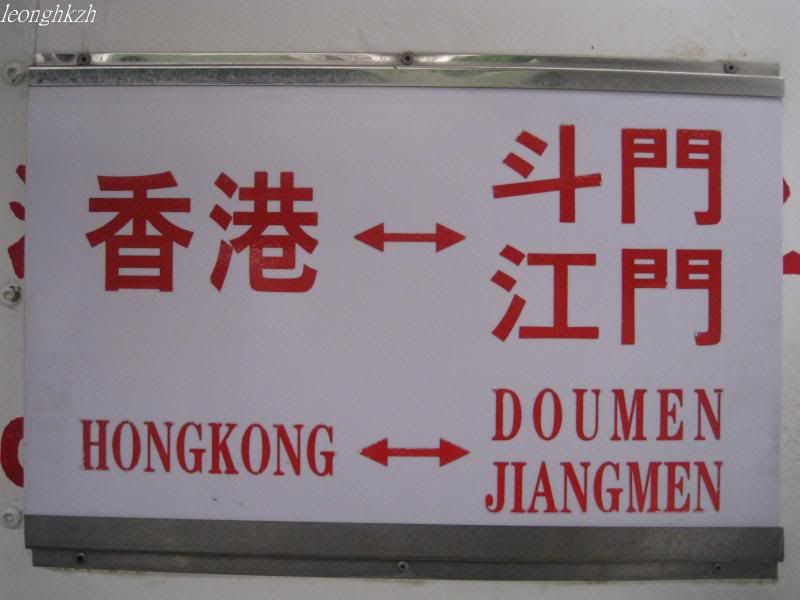 leonghkzh
香港 ↔ 斗門
江門
HONGKONG ↔ DOUMEN
JIANGMEN